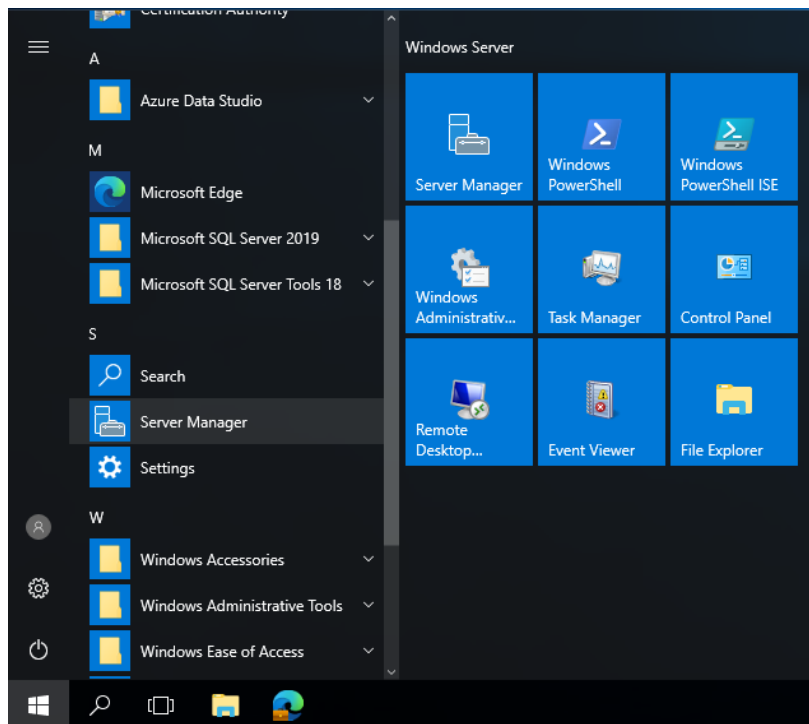 Certification Authority
A
Azure Data Studio
M
Microsoft Edge
Microsoft SQL Server 2019
Microsoft SQL Server Tools 18
S
Search
Server Manager
Settings
W
Windows Accessories
Windows Administrative Tools
Windows Ease of Access
Windows Server
Server Manager
Windows
PowerShell
Windows
PowerShell ISE
Windows
Administrativ...
Task Manager
Control Panel
Remote
Desktop...
Event Viewer
File Explorer